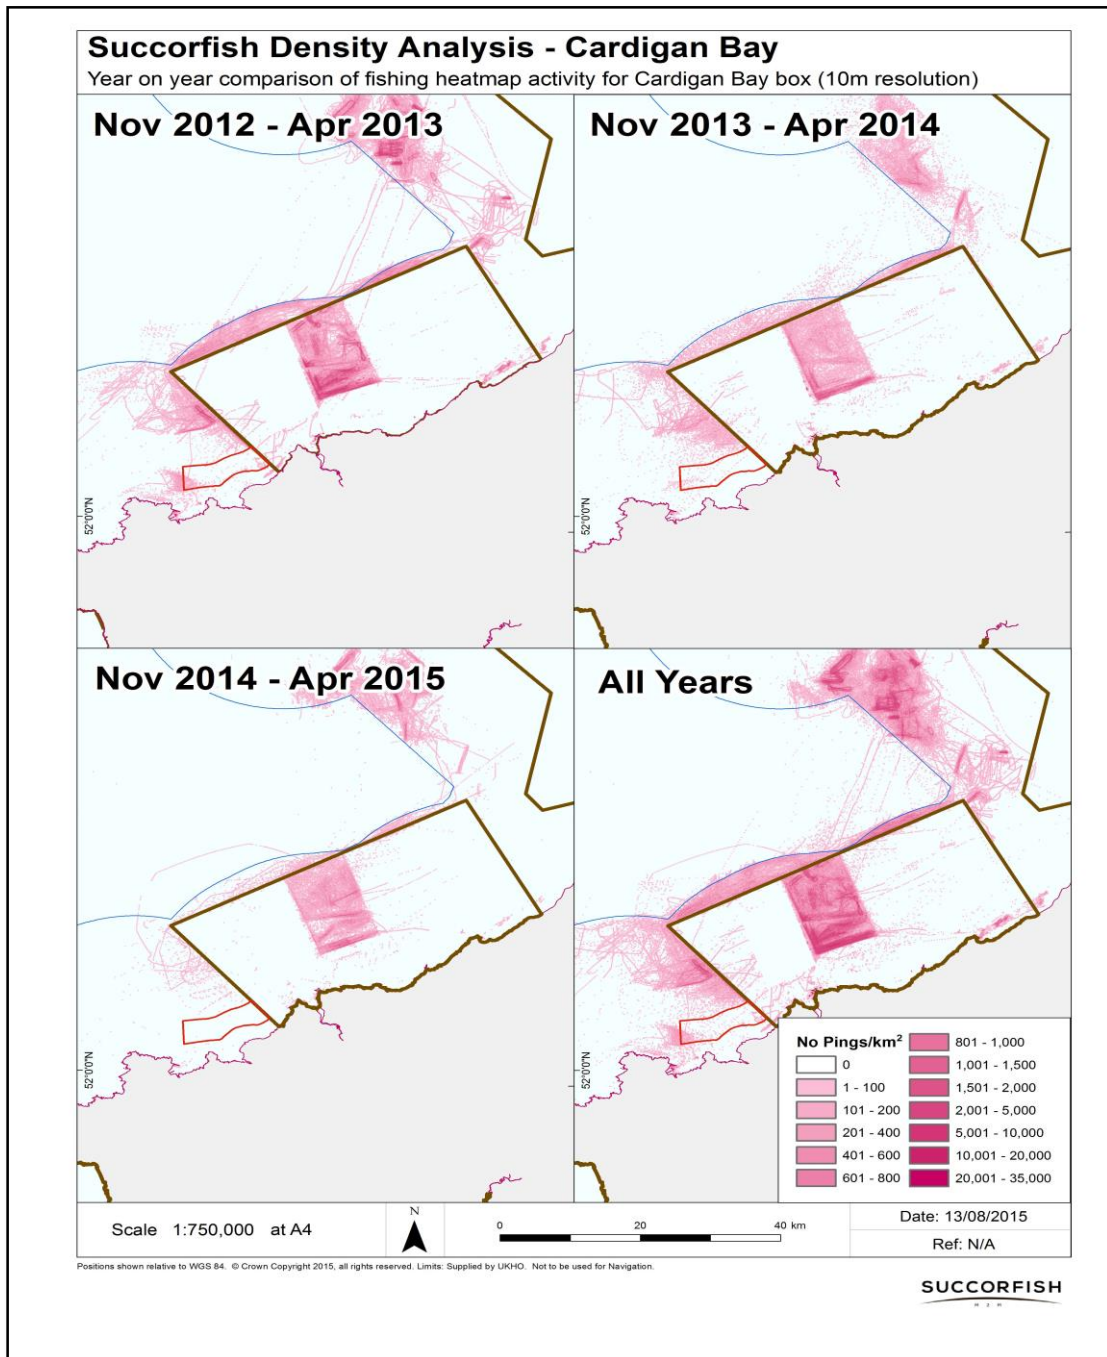 Succorfish Density Analysis - Cardigan Bay
Year on year comparison of fishing heatmap activity for Cardigan Bay box (10m resolution)
Nov 2012 - Apr 2013
Nov 2013 - Apr 2014
52°0'0"N
52°0'0"N
Nov 2014 - Apr 2015
All Years
52°0'0"N
52°0'0"N
No Pings/km²
0
1 - 100
101 - 200
201 - 400
401 - 600
601 - 800
801 - 1,000
1,001 - 1,500
1,501 - 2,000
2,001 - 5,000
5,001 - 10,000
10,001 - 20,000
20,001 - 35,000
Scale 1:750,000 at A4
N
0 20 40 km
Date: 13/08/2015
Ref: N/A
Positions shown relative to WGS 84. © Crown Copyright 2015, all rights reserved. Limits: Supplied by UKHO. Not to be used for Navigation.
SUCCORFISH
M 2 M